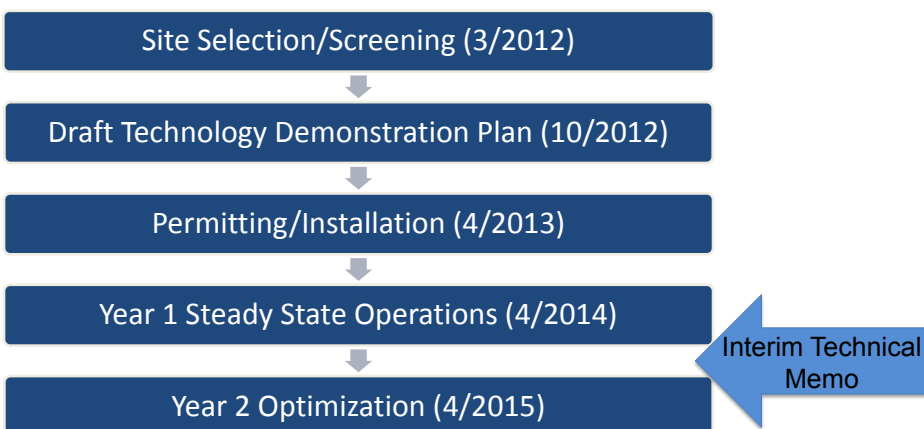 Site Selection/Screening (3/2012)
Draft Technology Demonstration Plan (10/2012)
Permitting/Installation (4/2013)
Year 1 Steady State Operations (4/2014)
Interim Technical
Memo
Year 2 Optimization (4/2015)